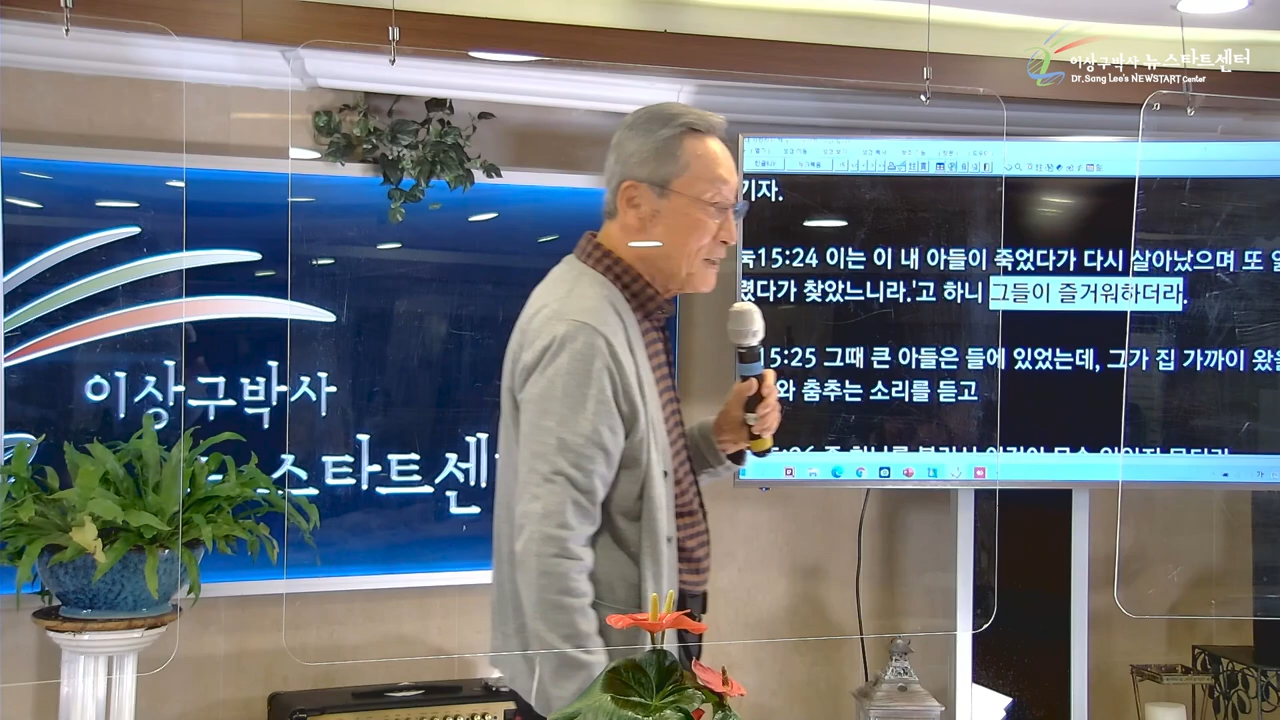 이상구박사 뉴스타트센터
Dr. Sang Lee's NEWSTART Center
기자.
15:24 이는 이 내 아들이 죽었다가 다시 살아났으며 또
렸다가 찾았느니라.'고 하니 그들이 즐거워하더라.
15:25 그때 큰 아들은 들에 있었는데, 그가 집 가까이
와 춤추는 소리를 듣고
이상구박사
스타트센